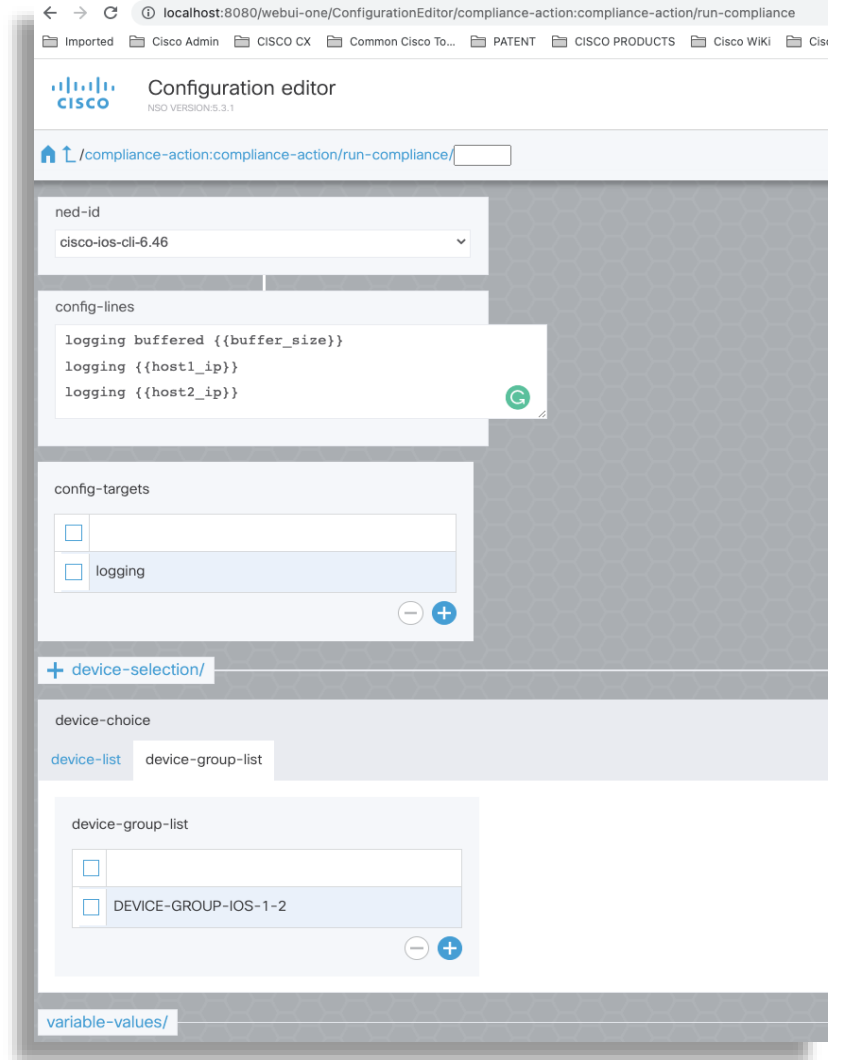 localhost:8080/webui-one/ConfigurationEditor/compliance-action:compliance-action/run-compliance
Imported Cisco Admin CISCO CX Common Cisco To... PATENT CISCO PRODUCTS Cisco WiKi
CISCO
Configuration editor
NSO VERSION:5.3.1
/compliance-action:compliance-action/run-compliance/
ned-id
cisco-ios-cli-6.46
config-lines
logging buffered {{buffer_size}}
logging {{host1_ip}}
logging {{host2_ip}}
config-targets
logging
device-selection/
device-choice
device-list device-group-list
device-group-list
DEVICE-GROUP-IOS-1-2
variable-values/